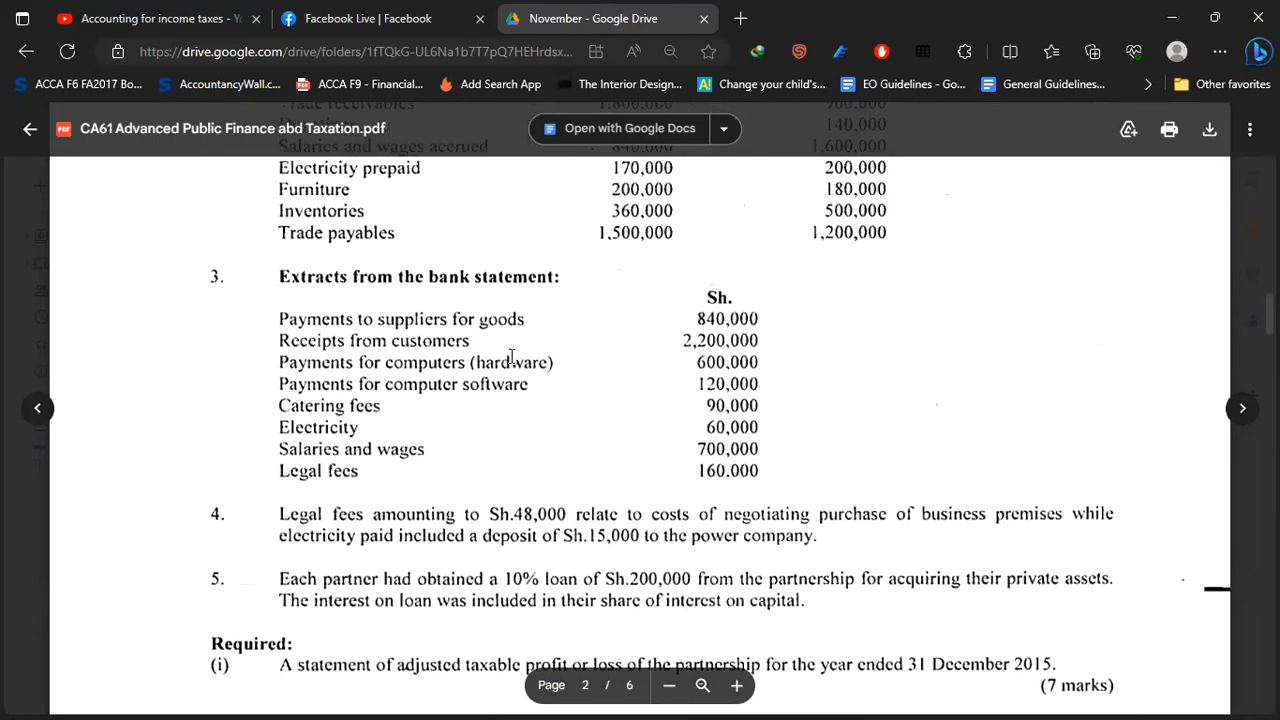 Accounting for income taxes - Yo
Facebook Live | Facebook
November - Google Drive
https://drive.google.com/drive/folders/1fTQkG-UL6Na1b7T7pQ7HEHrdsx...
ACCA F6 FA2017 Bo...
AccountancyWall.c...
ACCA F9 - Financial...
Add Search App
The Interior Design...
Change your child's...
EO Guidelines - Go...
General Guidelines...
Other favorites
PDF CA61 Advanced Public Finance abd Taxation.pdf
Open with Google Docs
Trade receivables 1,800,000 900,000
140,000
Salaries and wages accrued 840,000 1,600,000
Electricity prepaid 170,000 200,000
Furniture 200,000 180,000
Inventories 360,000 500,000
Trade payables 1,500,000 1,200,000
3. Extracts from the bank statement:
Sh.
Payments to suppliers for goods 840,000
Receipts from customers 2,200,000
Payments for computers (hardware) 600,000
Payments for computer software 120,000
Catering fees 90,000
Electricity 60,000
Salaries and wages 700,000
Legal fees 160,000
4. Legal fees amounting to Sh.48,000 relate to costs of negotiating purchase of business premises while
electricity paid included a deposit of Sh.15,000 to the power company.
5. Each partner had obtained a 10% loan of Sh.200,000 from the partnership for acquiring their private assets.
The interest on loan was included in their share of interest on capital.
Required:
(i) A statement of adjusted taxable profit or loss of the partnership for the year ended 31 December 2015.
(7 marks)
Page 2 / 6